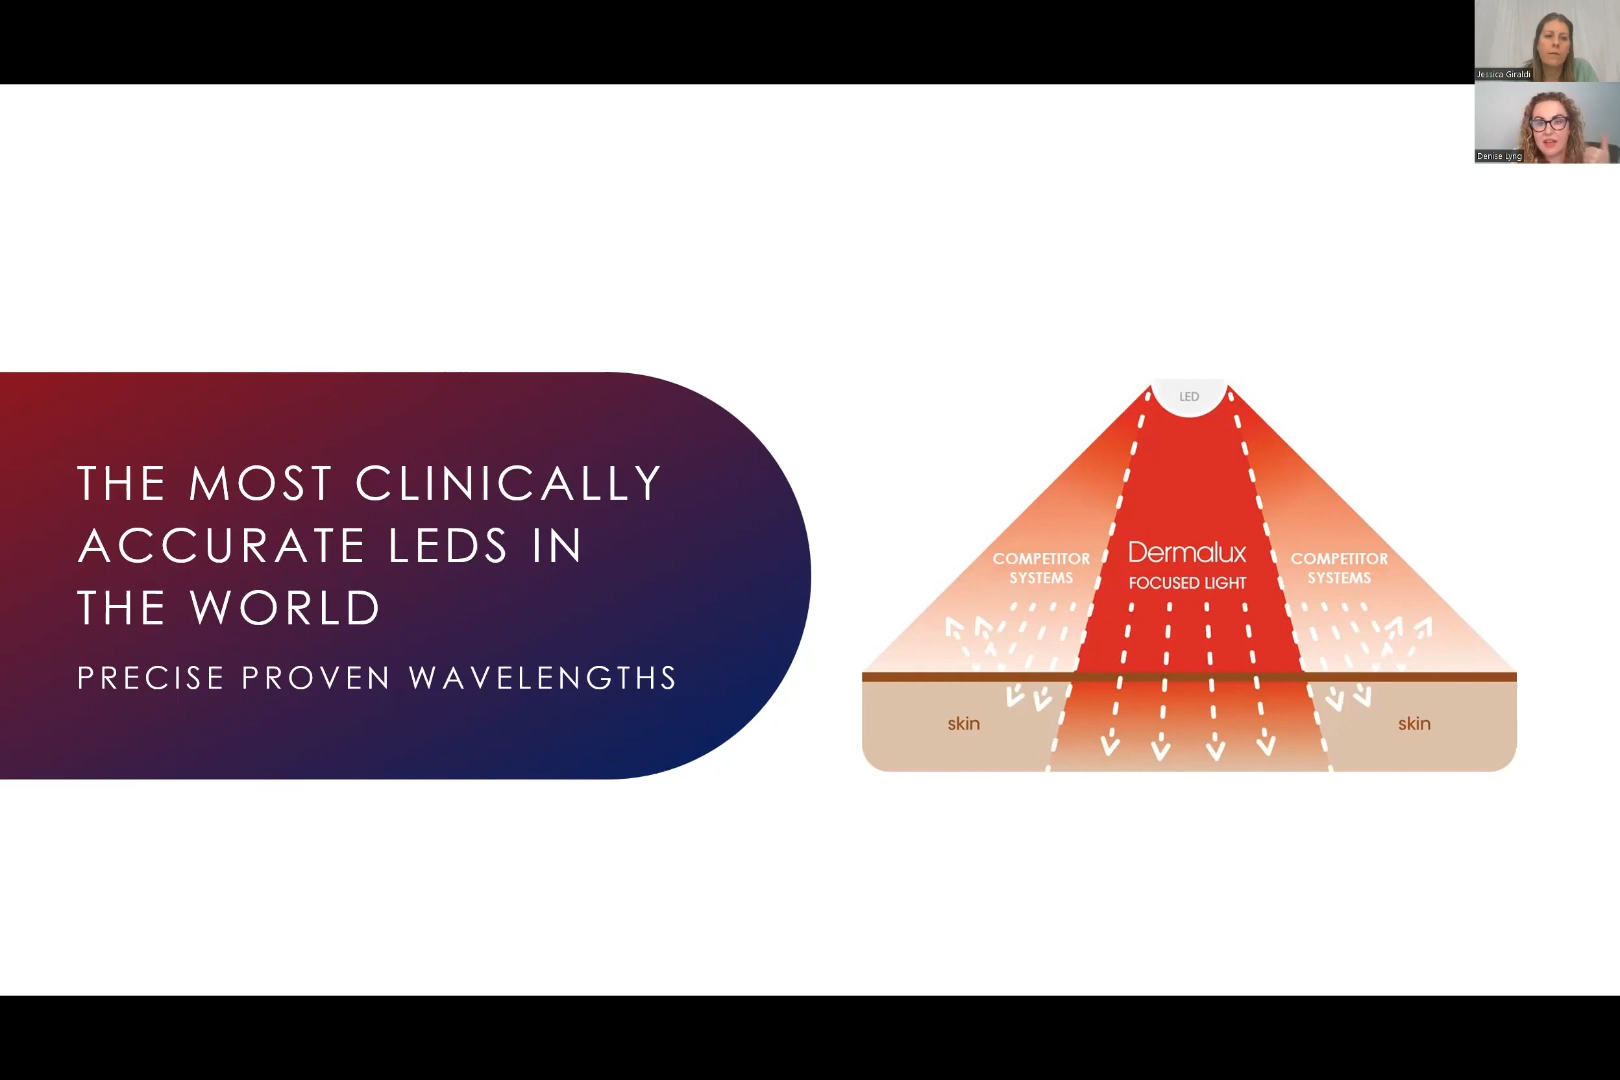 Jessica Giraldi
Denise Lyng
THE MOST CLINICALLY
ACCURATE LEDS IN
THE WORLD
PRECISE PROVEN WAVELENGTHS
LED
COMPETITOR
SYSTEMS
Dermalux
FOCUSED LIGHT
COMPETITOR
SYSTEMS
skin
skin